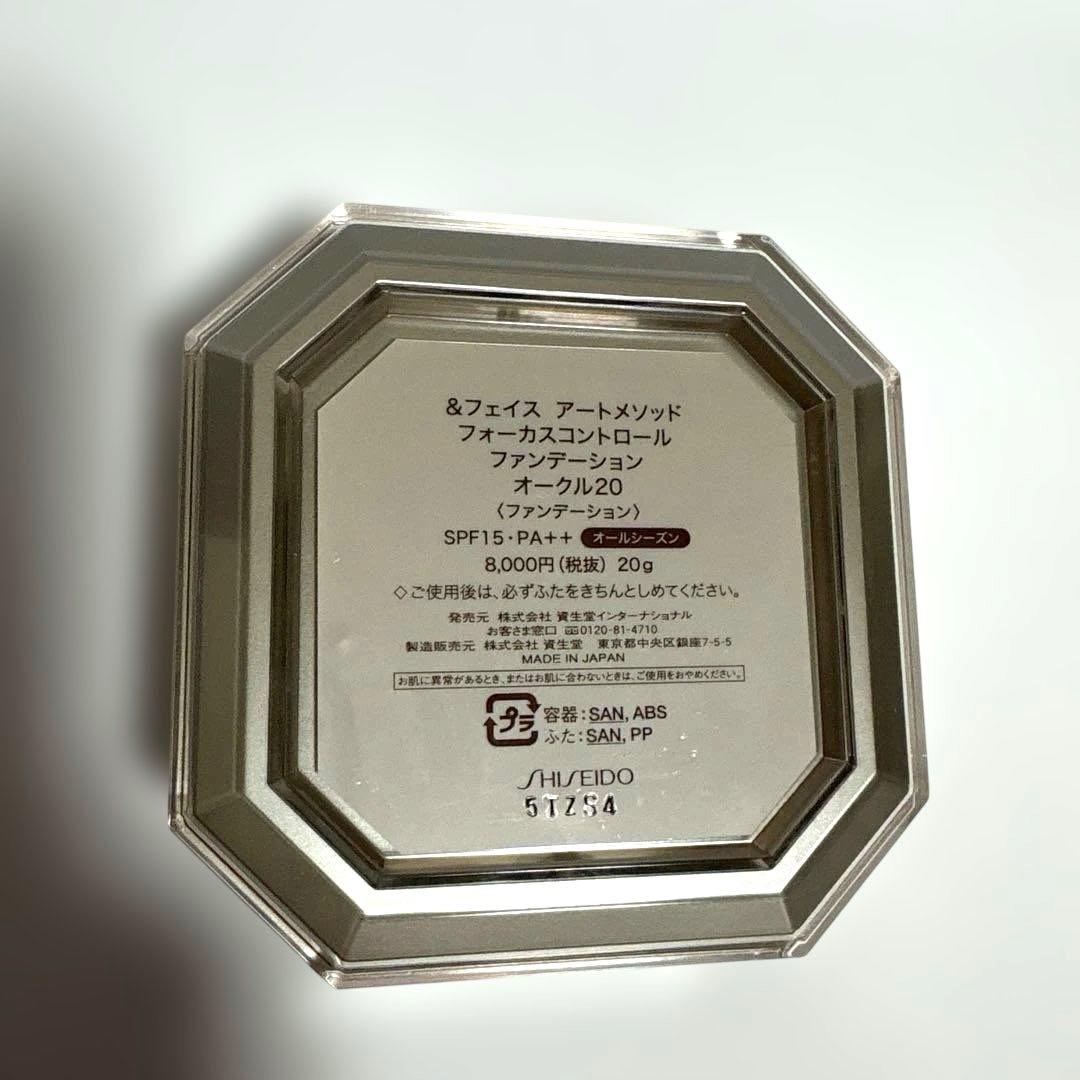 &フェイス アートメソッド
フォーカスコントロール
ファンデーション
オークル20
〈ファンデーション〉
SPF15・PA++ オールシーズン
8,000円(税抜) 20g
◇ご使用後は、必ずふたをきちんとしめてください。
発売元 株式会社 資生堂インターナショナル
お客さま窓口 0120-81-4710
製造販売元 株式会社 資生堂 東京都中央区銀座7-5-5
MADE IN JAPAN
お肌に異常があるとき、またはお肌に合わないときは、ご使用をおやめください。
プラ 容器:SAN, ABS
ふた:SAN, PP
SHISEIDO
5TZS4